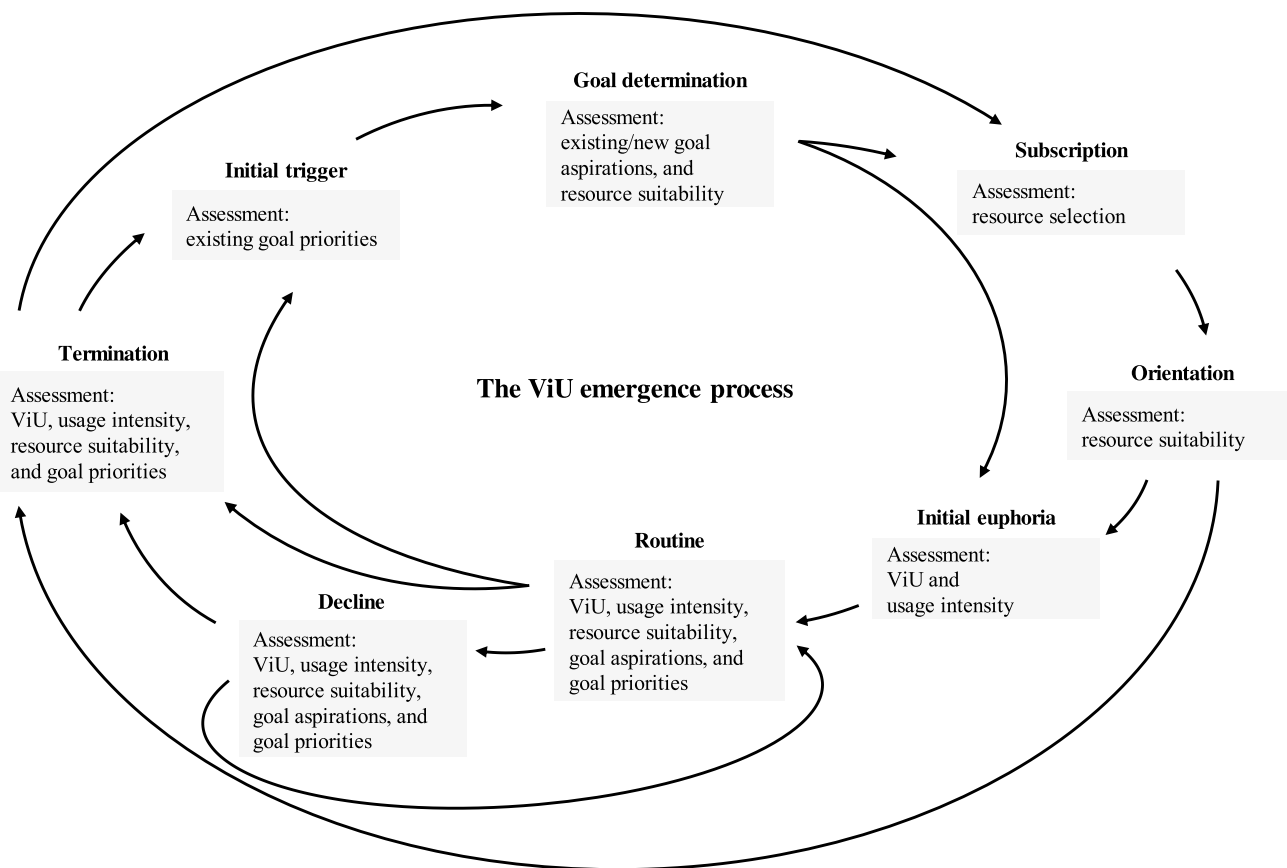 Goal determination
Assessment:
existing/new goal
aspirations, and
resource suitability
Subscription
Assessment:
resource selection
Initial trigger
Assessment:
existing goal priorities
Termination
Assessment:
ViU, usage intensity,
resource suitability,
and goal priorities
The ViU emergence process
Orientation
Assessment:
resource suitability
Initial euphoria
Assessment:
ViU and
usage intensity
Routine
Assessment:
ViU, usage intensity,
resource suitability,
goal aspirations, and
goal priorities
Decline
Assessment:
ViU, usage intensity,
resource suitability,
goal aspirations, and
goal priorities